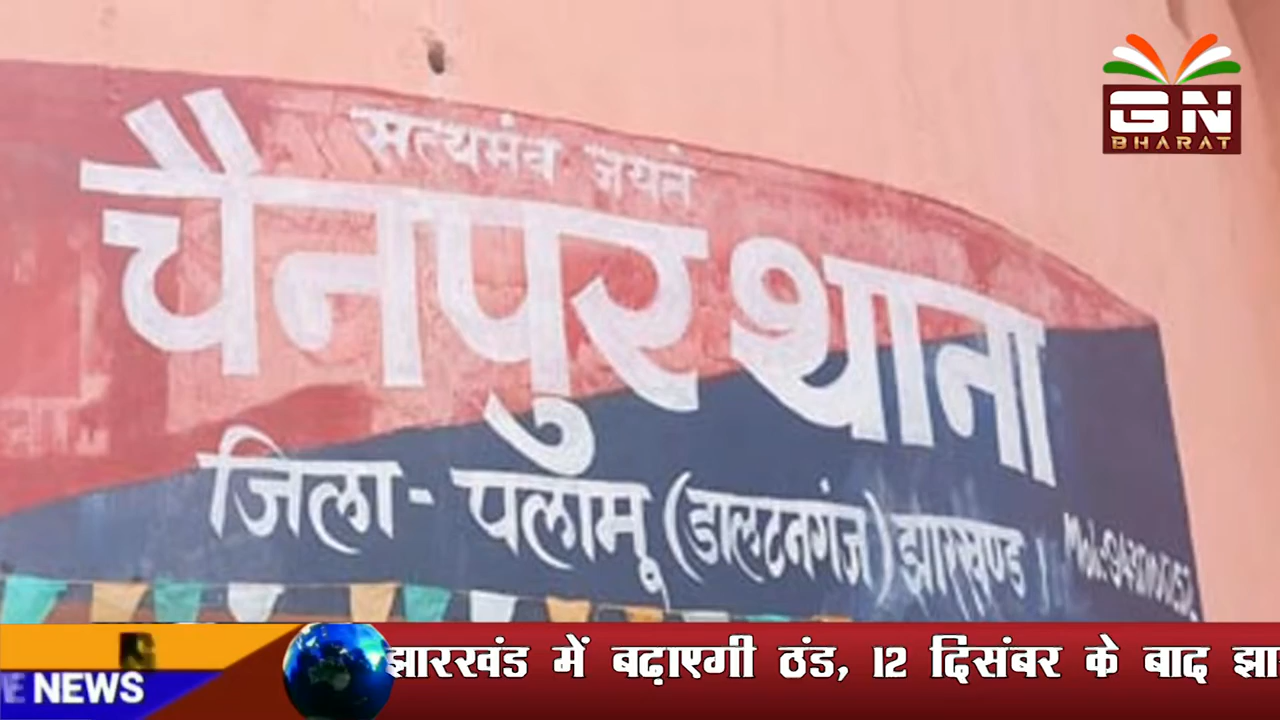 GN
BHARAT
सत्यमेव जयते
चैनपुर थाना
जिला - पलामू (डालटनगंज) झारखण्ड
NEWS
झारखंड में बढ़ाएगी ठंड, 12 दिसंबर के बाद झा